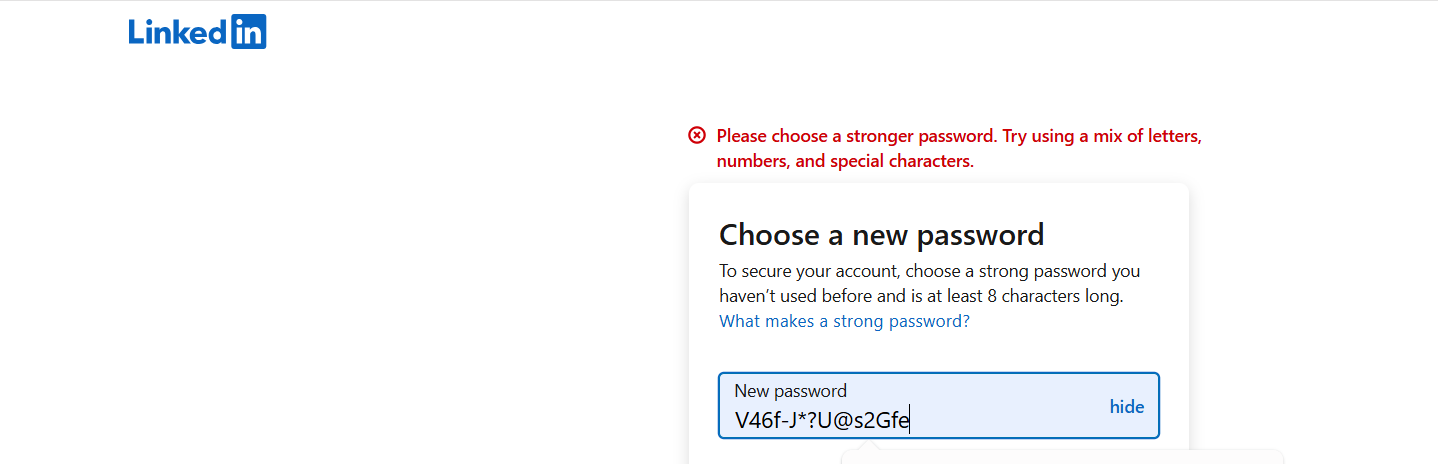 Linked in
Please choose a stronger password. Try using a mix of letters,
numbers, and special characters.
Choose a new password
To secure your account, choose a strong password you
haven’t used before and is at least 8 characters long.
What makes a strong password?
New password
hide
V46f-J*?U@s2Gfe